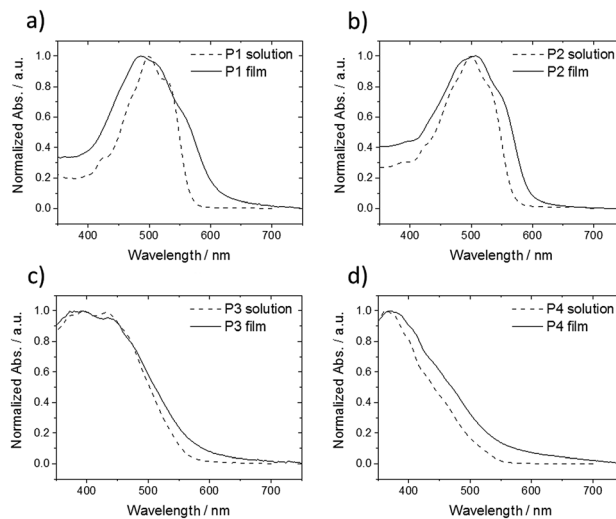 a)
P1 solution
P1 film
Normalized Abs. / a.u.
1.0
0.8
0.6
0.4
0.2
0.0
400 500 600 700
Wavelength / nm
b)
P2 solution
P2 film
Normalized Abs. / a.u.
1.0
0.8
0.6
0.4
0.2
0.0
400 500 600 700
Wavelength / nm
c)
P3 solution
P3 film
Normalized Abs. / a.u.
1.0
0.8
0.6
0.4
0.2
0.0
400 500 600 700
Wavelength / nm
d)
P4 solution
P4 film
Normalized Abs. / a.u.
1.0
0.8
0.6
0.4
0.2
0.0
400 500 600 700
Wavelength / nm